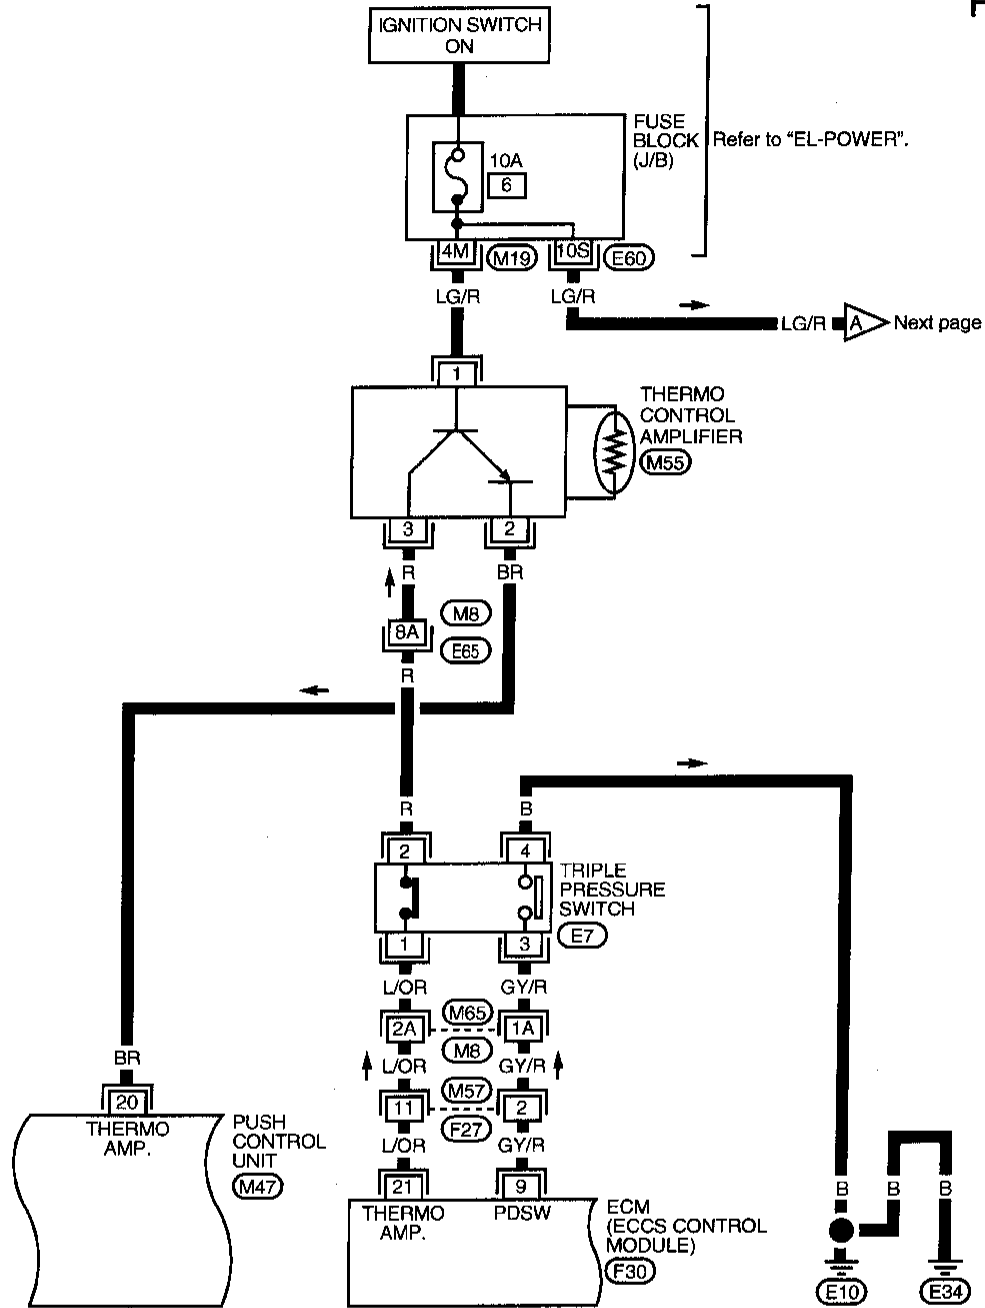 IGNITION SWITCH
ON
FUSE
BLOCK
(J/B)
Refer to "EL-POWER".
10A
6
4M
M19
10S
E60
LG/R
LG/R
LG/R
A
Next page
1
THERMO
CONTROL
AMPLIFIER
M55
3
2
R
BR
M8
8A
E65
R
R
B
2
4
TRIPLE
PRESSURE
SWITCH
E7
1
3
L/OR
GY/R
M65
2A
1A
M8
L/OR
GY/R
M57
11
2
F27
L/OR
GY/R
BR
20
THERMO
AMP.
PUSH
CONTROL
UNIT
M47
21
9
THERMO
AMP.
PDSW
ECM
(ECCS CONTROL
MODULE)
F30
B
B
B
E10
E34